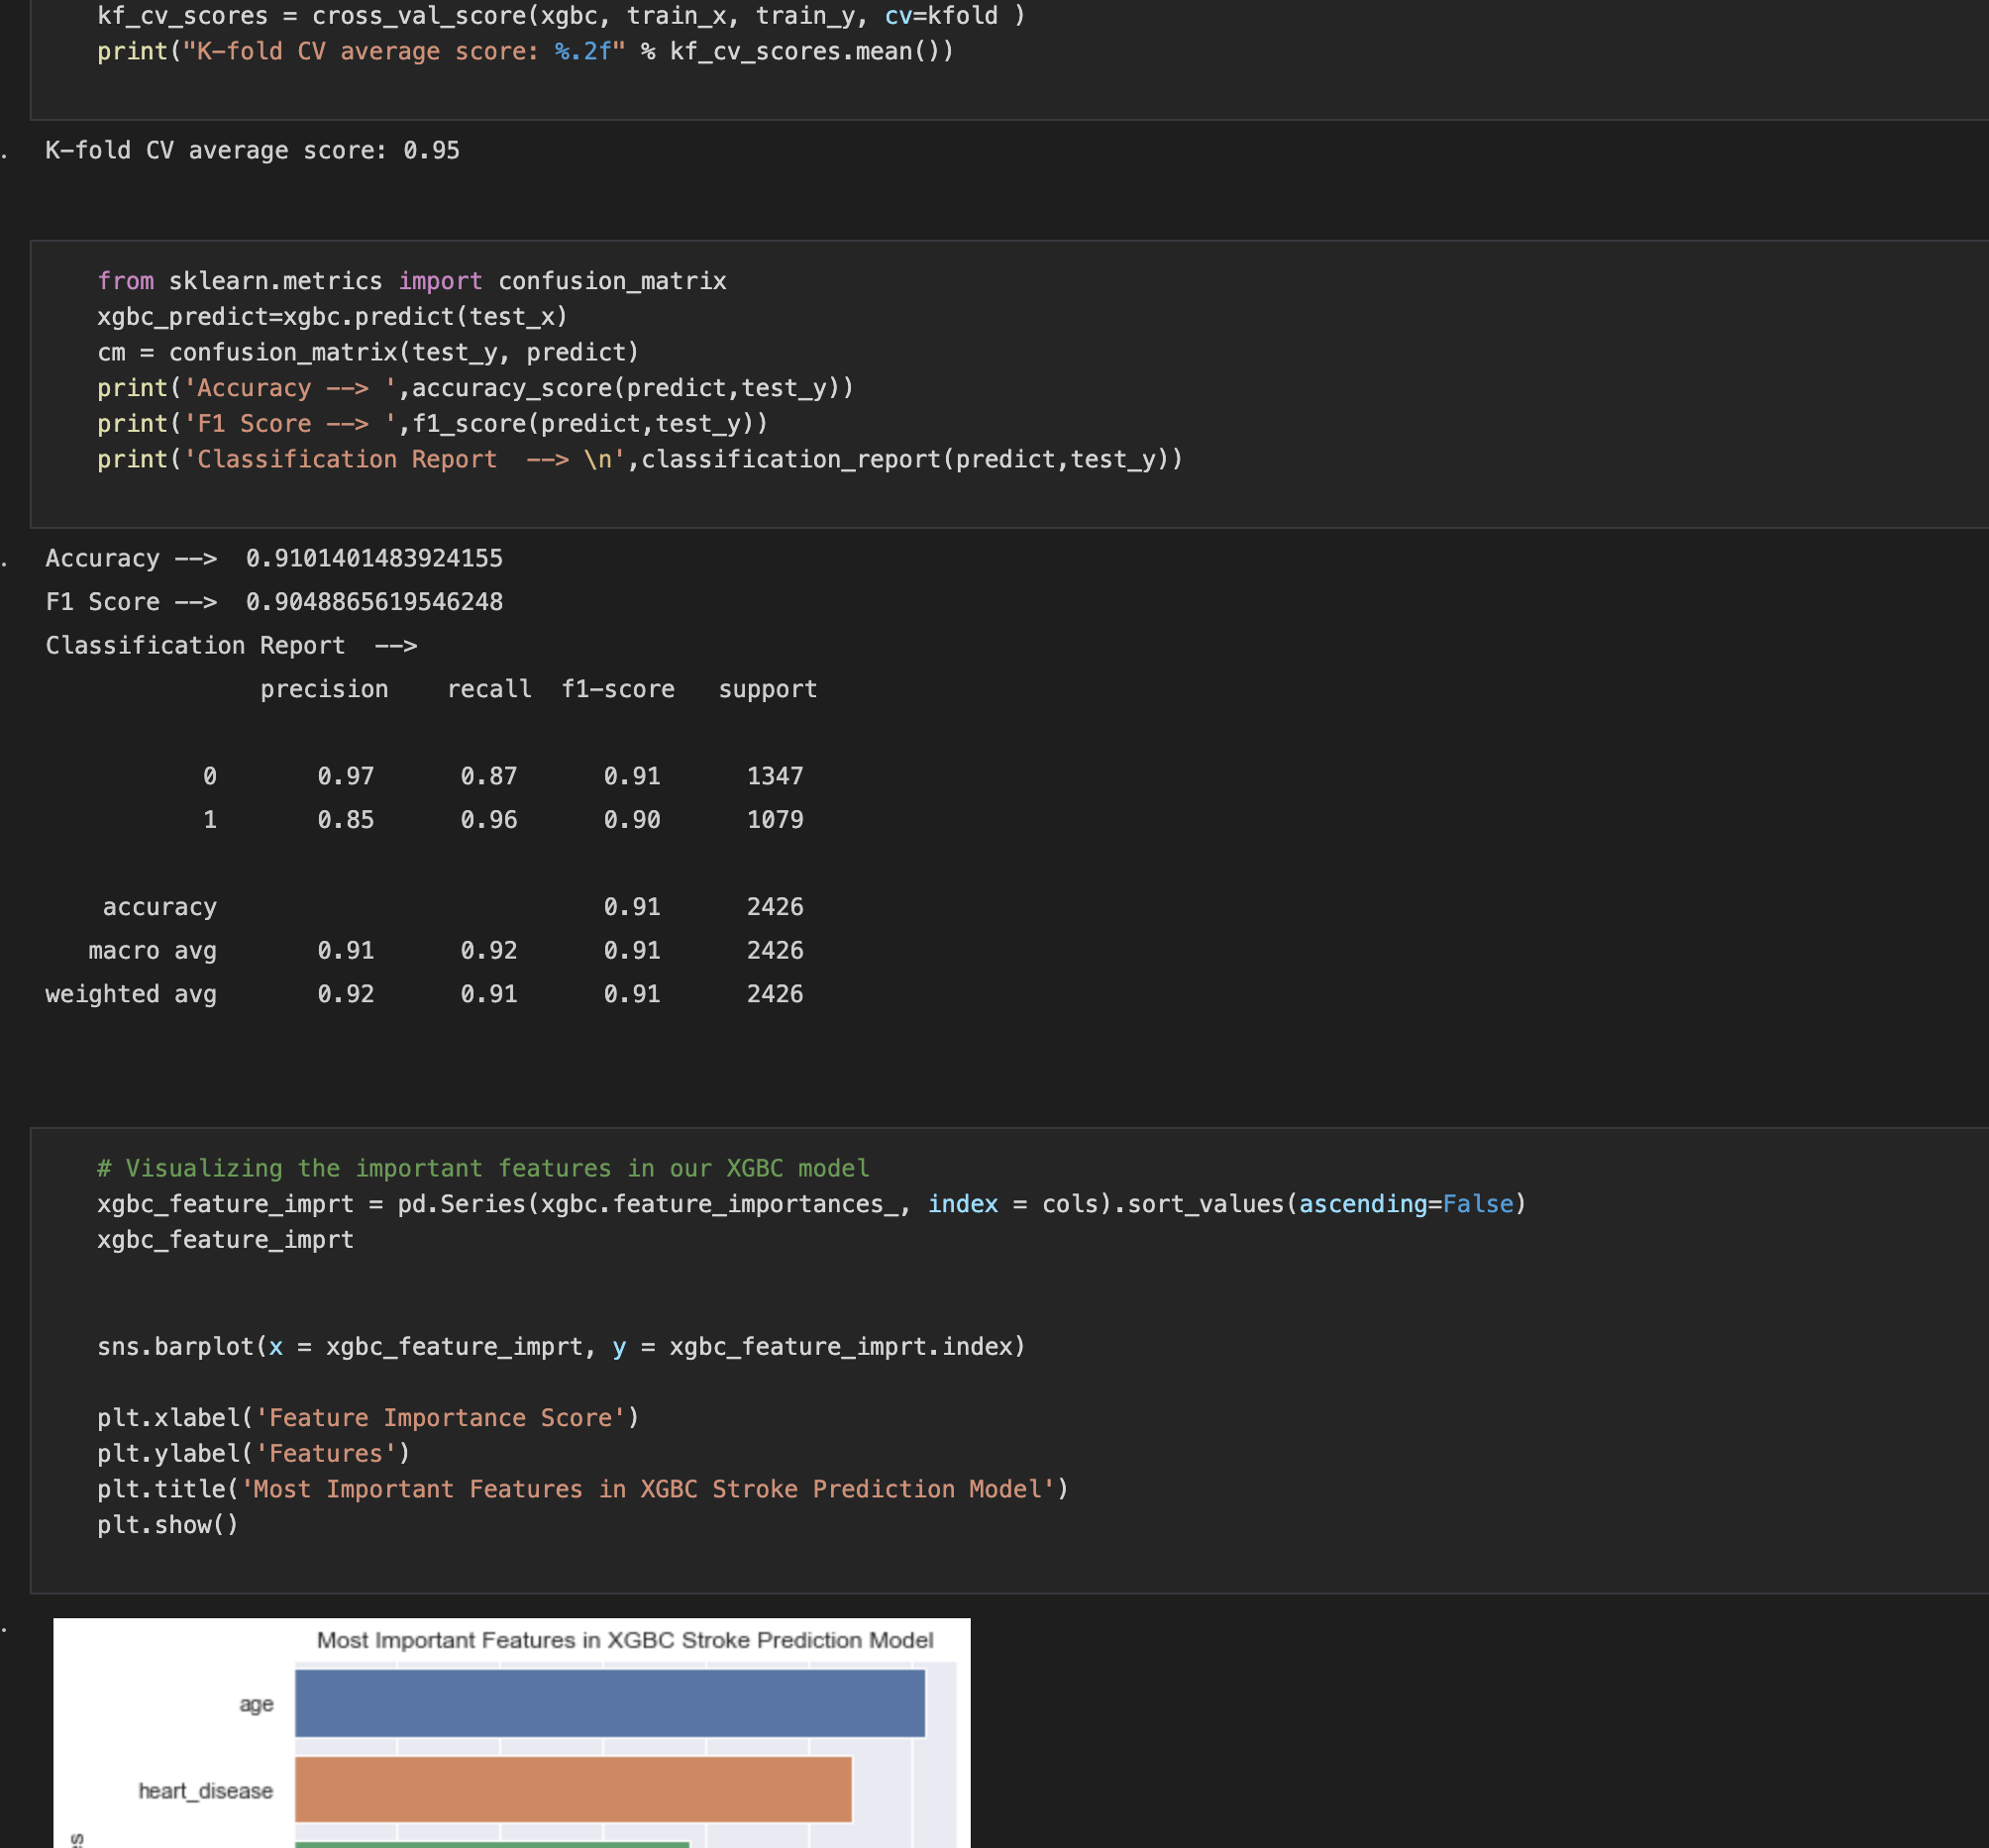 kf_cv_scores = cross_val_score(xgbc, train_x, train_y, cv=kfold )
print("K-fold CV average score: %.2f" % kf_cv_scores.mean())
K-fold CV average score: 0.95
from sklearn.metrics import confusion_matrix
xgbc_predict=xgbc.predict(test_x)
cm = confusion_matrix(test_y, predict)
print('Accuracy --> ',accuracy_score(predict,test_y))
print('F1 Score --> ',f1_score(predict,test_y))
print('Classification Report  --> \n',classification_report(predict,test_y))
Accuracy -->  0.9101401483924155
F1 Score -->  0.9048865619546248
Classification Report  -->
precision    recall  f1-score   support
0       0.97      0.87      0.91      1347
1       0.85      0.96      0.90      1079
accuracy                           0.91      2426
macro avg       0.91      0.92      0.91      2426
weighted avg       0.92      0.91      0.91      2426
# Visualizing the important features in our XGBC model
xgbc_feature_imprt = pd.Series(xgbc.feature_importances_, index = cols).sort_values(ascending=False)
xgbc_feature_imprt
sns.barplot(x = xgbc_feature_imprt, y = xgbc_feature_imprt.index)
plt.xlabel('Feature Importance Score')
plt.ylabel('Features')
plt.title('Most Important Features in XGBC Stroke Prediction Model')
plt.show()
Most Important Features in XGBC Stroke Prediction Model
age
heart_disease